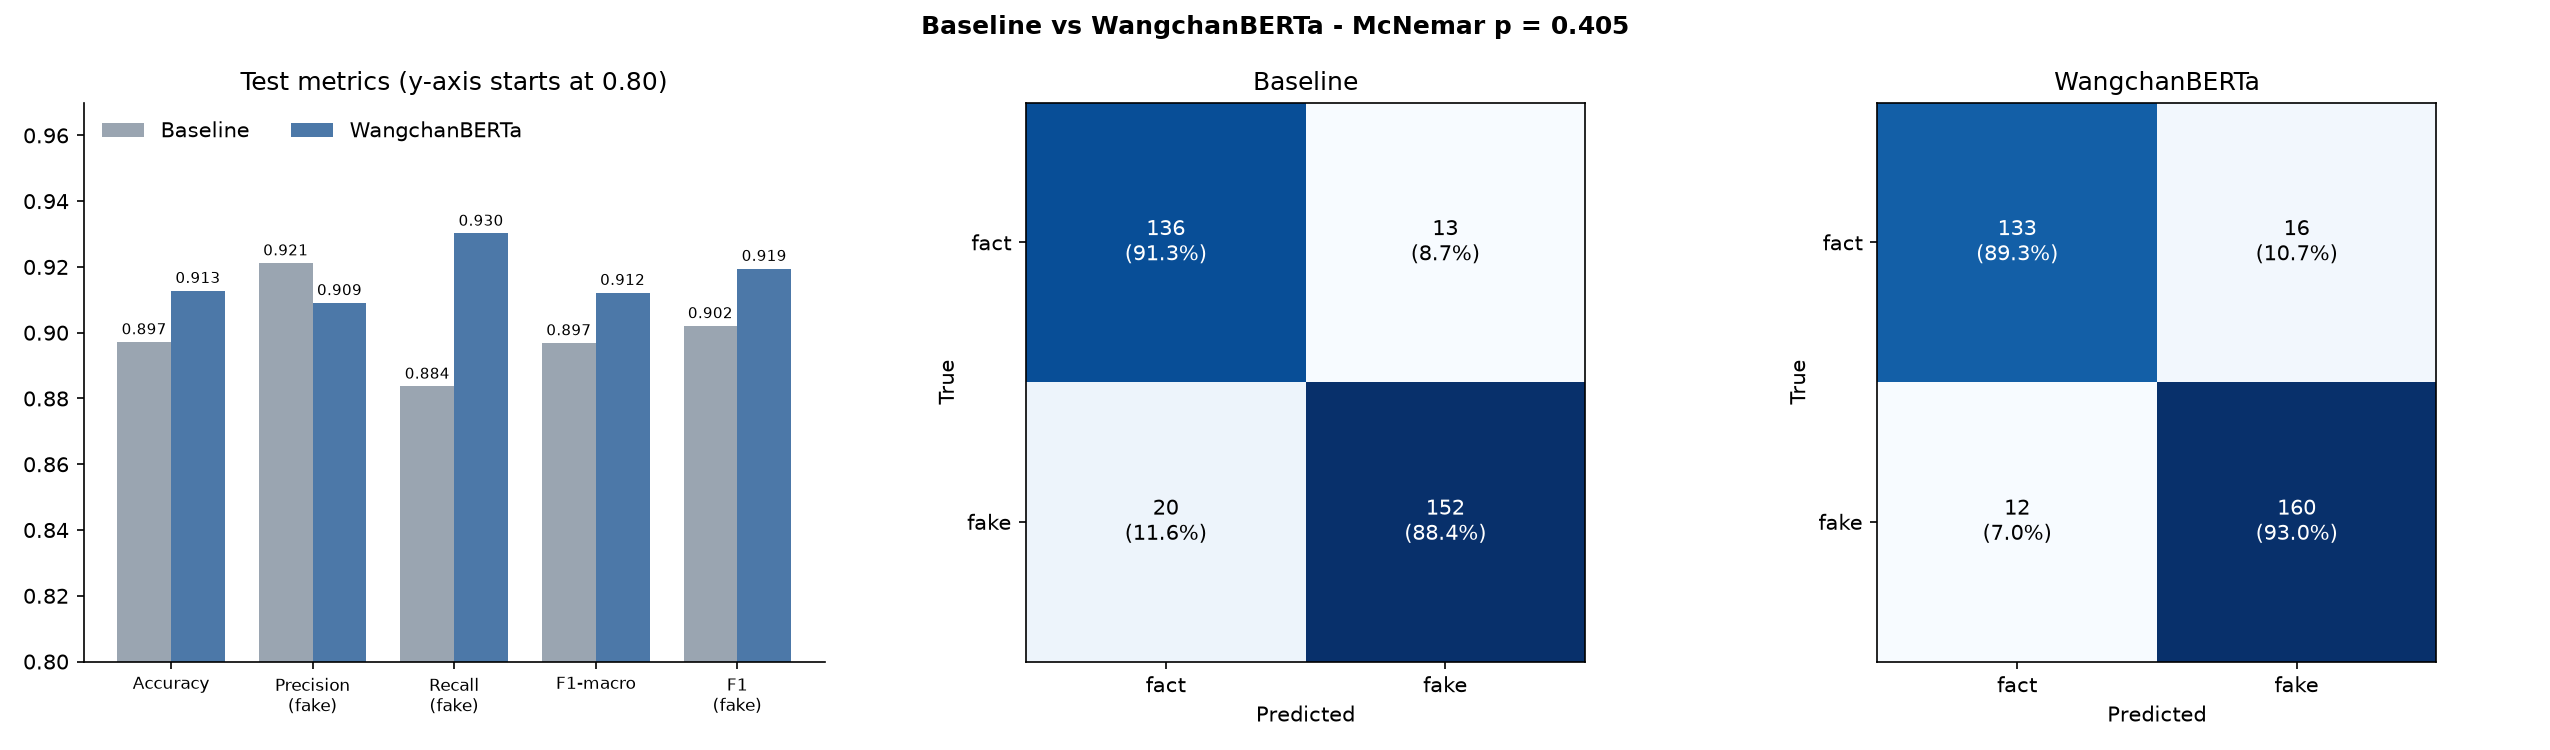 Baseline vs WangchanBERTa - McNemar p = 0.405
Test metrics (y-axis starts at 0.80)
Baseline
WangchanBERTa
0.96
0.94
0.92
0.90
0.88
0.86
0.84
0.82
0.80
0.897
0.913
0.921
0.909
0.884
0.930
0.897
0.912
0.902
0.919
Accuracy
Precision
(fake)
Recall
(fake)
F1-macro
F1
(fake)
Baseline
True
fact
fake
136
(91.3%)
13
(8.7%)
20
(11.6%)
152
(88.4%)
fact
fake
Predicted
WangchanBERTa
True
fact
fake
133
(89.3%)
16
(10.7%)
12
(7.0%)
160
(93.0%)
fact
fake
Predicted